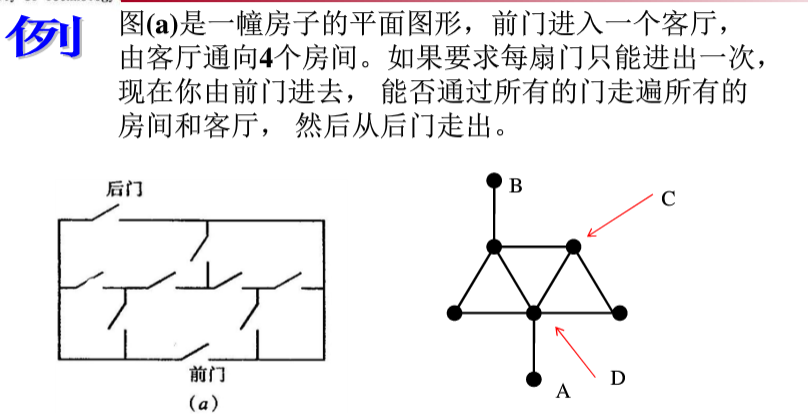 例
图(a)是一幢房子的平面图形，前门进入一个客厅，
由客厅通向4个房间。如果要求每扇门只能进出一次，
现在你由前门进去， 能否通过所有的门走遍所有的
房间和客厅， 然后从后门走出。
后门
前门
(a)
B
C
A
D